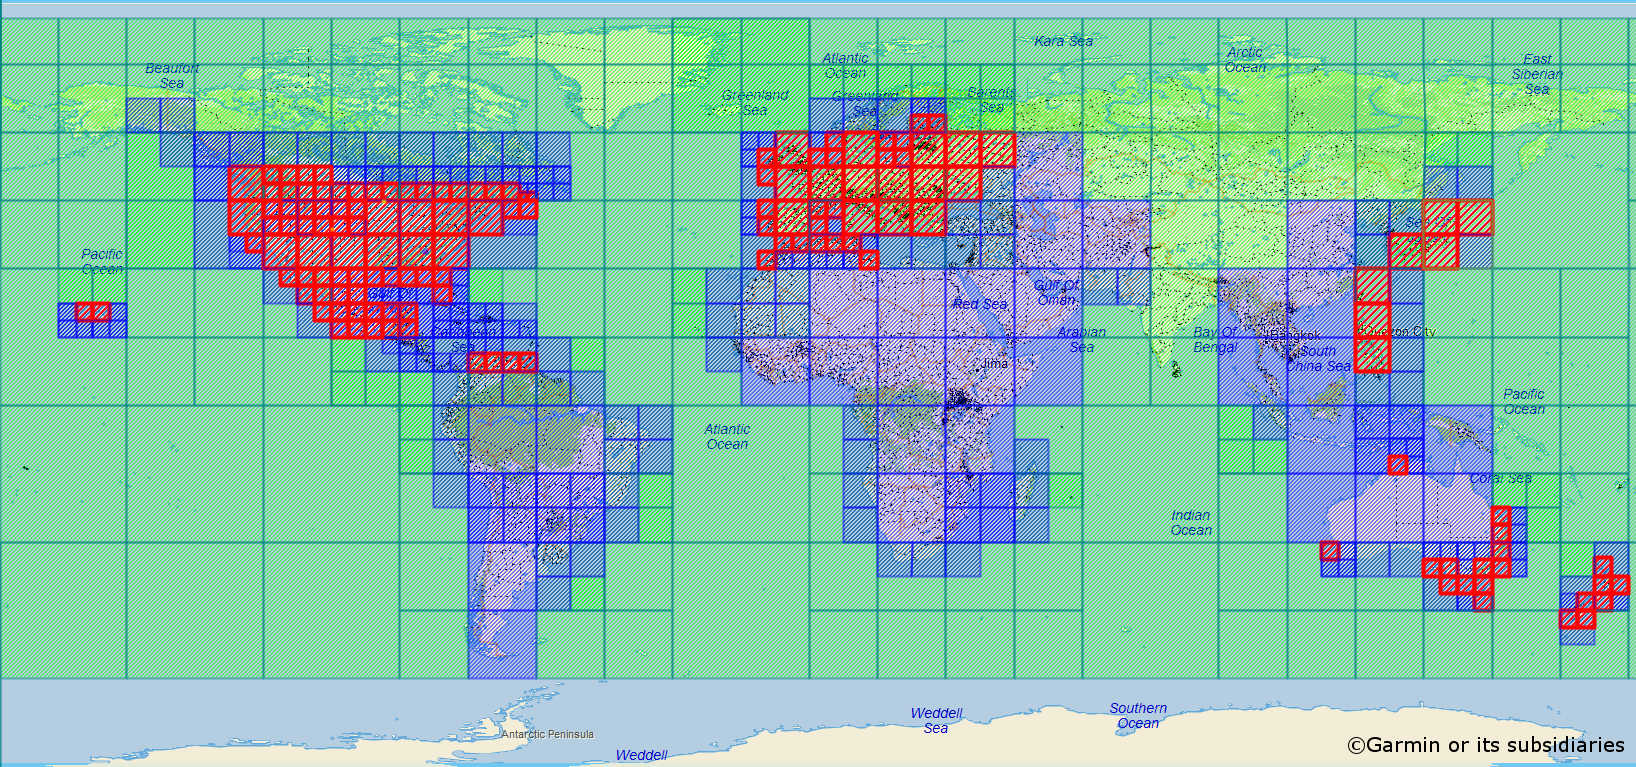 Kara Sea
Atlantic
Ocean
Arctic
Ocean
East
Siberian
Sea
Beaufort
Sea
Greenland
Sea
Greenland
Sea
Barents
Sea
Pacific
Ocean
Gulf Of
Caribbean
Sea
Red Sea
Gulf Of
Oman
Arabian
Sea
Bay Of
Bengal
Bangkok
Quezon City
South
China Sea
Jima
Pacific
Ocean
Atlantic
Ocean
Coral Sea
Indian
Ocean
Antarctic Peninsula
Weddell
Weddell
Sea
Southern
Ocean
©Garmin or its subsidiaries